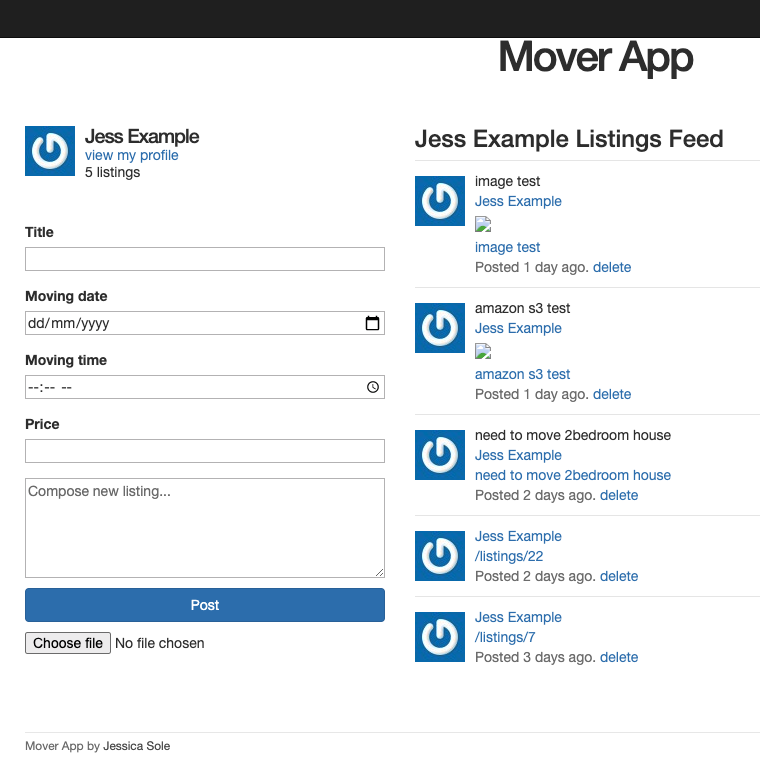 Mover App
Jess Example
view my profile
5 listings
Title
Moving date
dd/mm/yyyy
Moving time
--:-- --
Price
Compose new listing...
Post
Choose file No file chosen
Jess Example Listings Feed
image test
Jess Example
image test
Posted 1 day ago. delete
amazon s3 test
Jess Example
amazon s3 test
Posted 1 day ago. delete
need to move 2bedroom house
Jess Example
need to move 2bedroom house
Posted 2 days ago. delete
Jess Example
/listings/22
Posted 2 days ago. delete
Jess Example
/listings/7
Posted 3 days ago. delete
Mover App by Jessica Sole